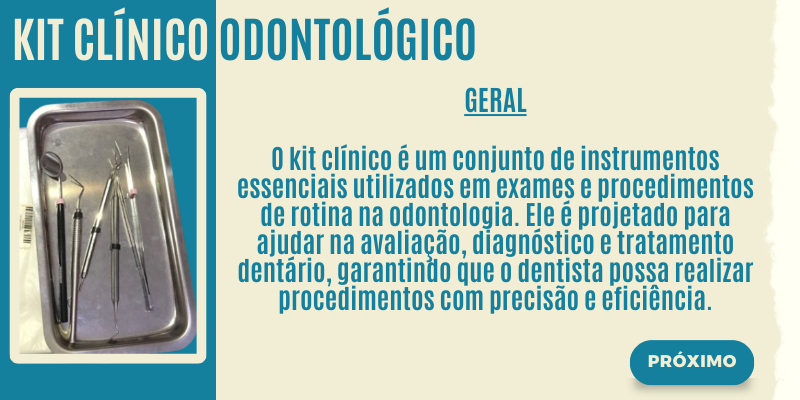 KIT CLÍNICO ODONTOLÓGICO
GERAL
O kit clínico é um conjunto de instrumentos
essenciais utilizados em exames e procedimentos
de rotina na odontologia. Ele é projetado para
ajudar na avaliação, diagnóstico e tratamento
dentário, garantindo que o dentista possa realizar
procedimentos com precisão e eficiência.
PRÓXIMO